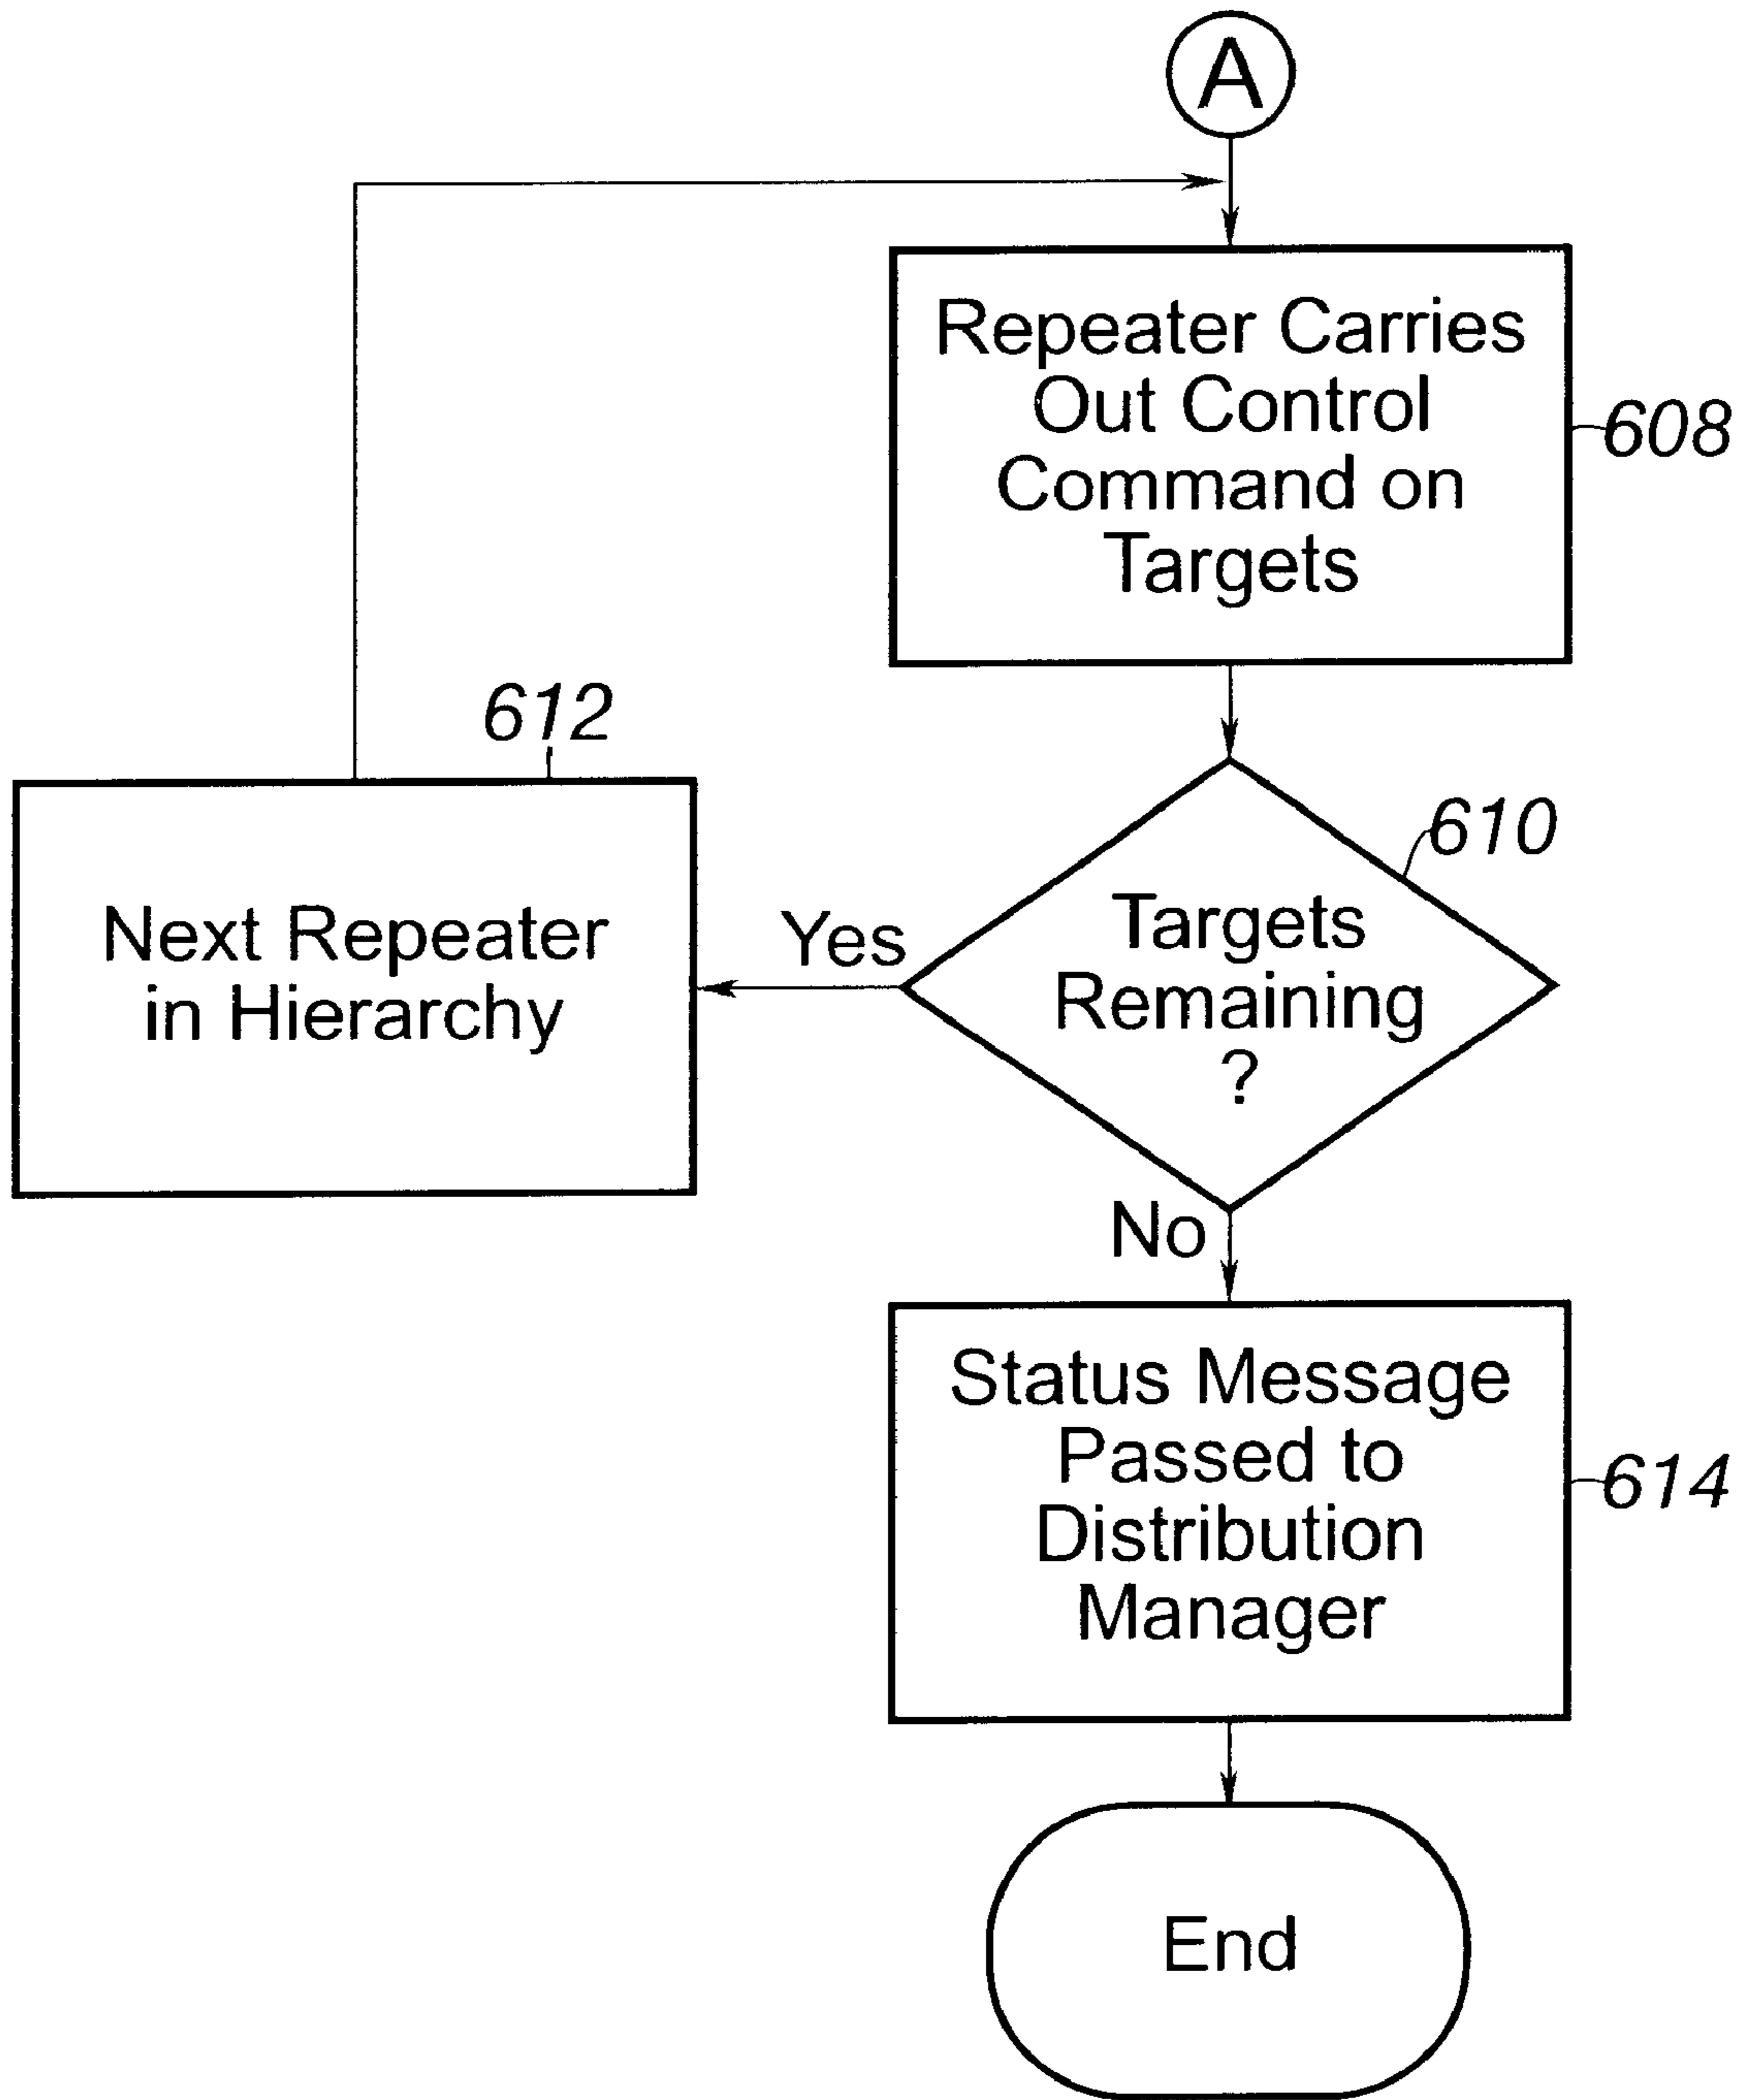 A
Repeater Carries
Out Control
Command on
Targets
608
612
610
Next Repeater
in Hierarchy
Yes
Targets
Remaining
?
No
Status Message
Passed to
Distribution
Manager
614
End